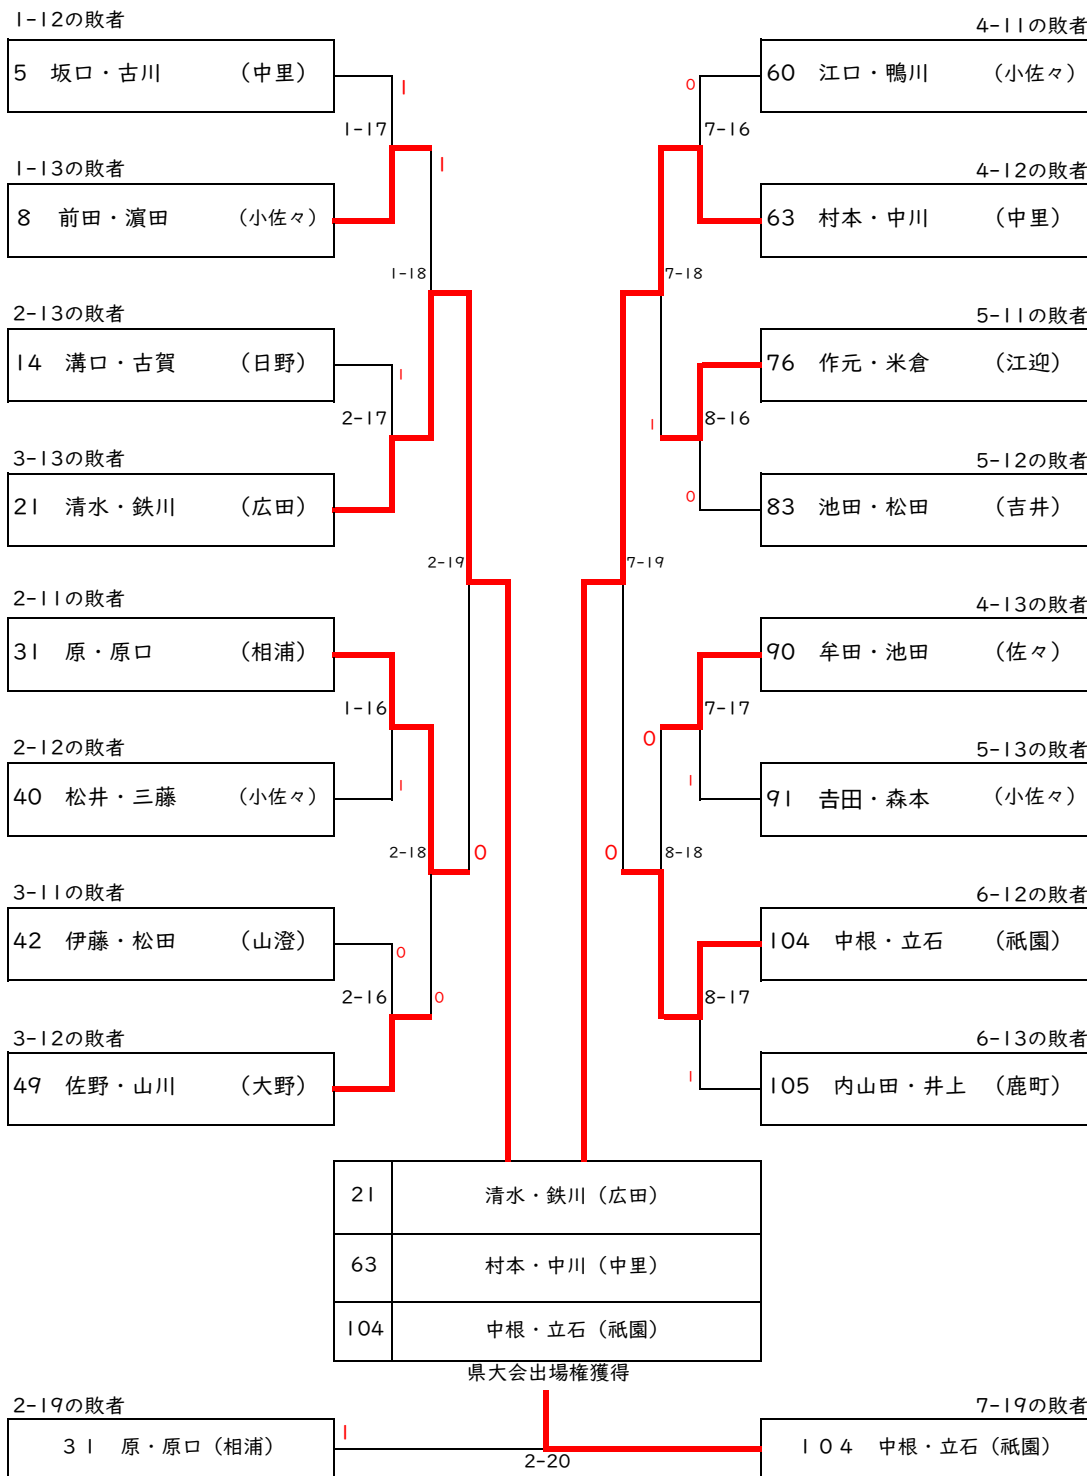 1-12の敗者
5 坂口・古川 (中里)
1
1-17
1-13の敗者
1
8 前田・濵田 (小佐々)
1-18
2-13の敗者
14 溝口・古賀 (日野)
1
2-17
3-13の敗者
21 清水・鉄川 (広田)
2-19
2-11の敗者
31 原・原口 (相浦)
1-16
2-12の敗者
1
40 松井・三藤 (小佐々)
2-18
0
3-11の敗者
42 伊藤・松田 (山澄)
0
2-16
0
3-12の敗者
49 佐野・山川 (大野)
4-11の敗者
60 江口・鴨川 (小佐々)
0
7-16
4-12の敗者
63 村本・中川 (中里)
7-18
5-11の敗者
76 作元・米倉 (江迎)
8-16
1
5-12の敗者
0
83 池田・松田 (吉井)
7-19
4-13の敗者
90 牟田・池田 (佐々)
7-17
0
5-13の敗者
1
91 𠮷田・森本 (小佐々)
0
8-18
6-12の敗者
104 中根・立石 (祇園)
8-17
6-13の敗者
1
105 内山田・井上 (鹿町)
21 清水・鉄川(広田)
63 村本・中川(中里)
104 中根・立石(祇園)
県大会出場権獲得
2-19の敗者
31 原・原口(相浦)
1
2-20
7-19の敗者
104 中根・立石(祇園)